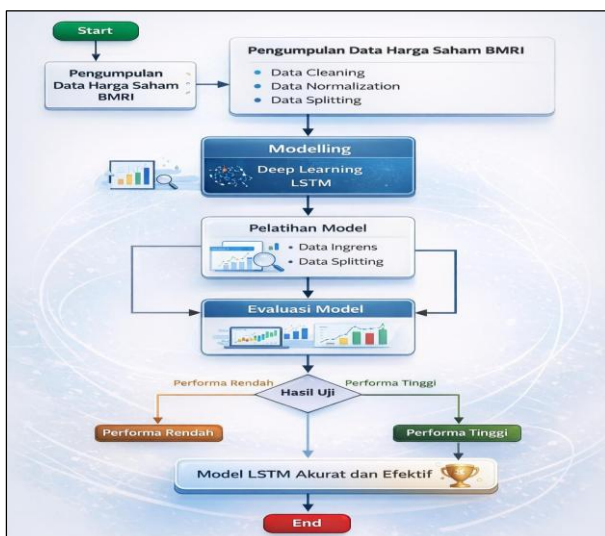 Start
Pengumpulan
Data Harga Saham
BMRI
Pengumpulan Data Harga Saham BMRI
• Data Cleaning
• Data Normalization
• Data Splitting
Modelling
Deep Learning
LSTM
Pelatihan Model
• Data Ingrens
• Data Splitting
Evaluasi Model
Performa Rendah
Performa Tinggi
Hasil Uji
Performa Rendah
Performa Tinggi
Model LSTM Akurat dan Efektif
End